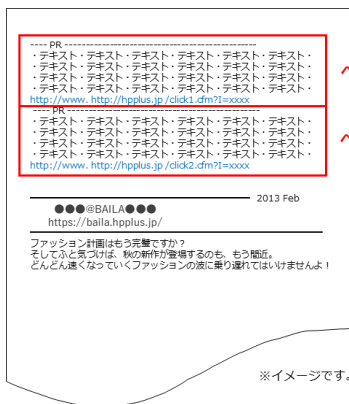 ---- PR ----------------------------------------------
・テキスト・テキスト・テキスト・テキスト・テキスト・
・テキスト・テキスト・テキスト・テキスト・テキスト・
・テキスト・テキスト・テキスト・テキスト・テキスト・
・テキスト・テキスト・テキスト・テキスト・テキスト・
http://www. http://hpplus.jp /click1.cfm?I=xxxx
---- PR ----------------------------------------------
・テキスト・テキスト・テキスト・テキスト・テキスト・
・テキスト・テキスト・テキスト・テキスト・テキスト・
・テキスト・テキスト・テキスト・テキスト・テキスト・
・テキスト・テキスト・テキスト・テキスト・テキスト・
http://www. http://hpplus.jp /click2.cfm?I=xxxx
2013 Feb
●●●@BAILA●●●
https://baila.hpplus.jp/
ファッション計画はもう完璧ですか？
そしてふと気づけば、秋の新作が登場するのも、もう間近。
どんどん速くなっていくファッションの波に乗り遅れてはいけませんよ！
※イメージです。